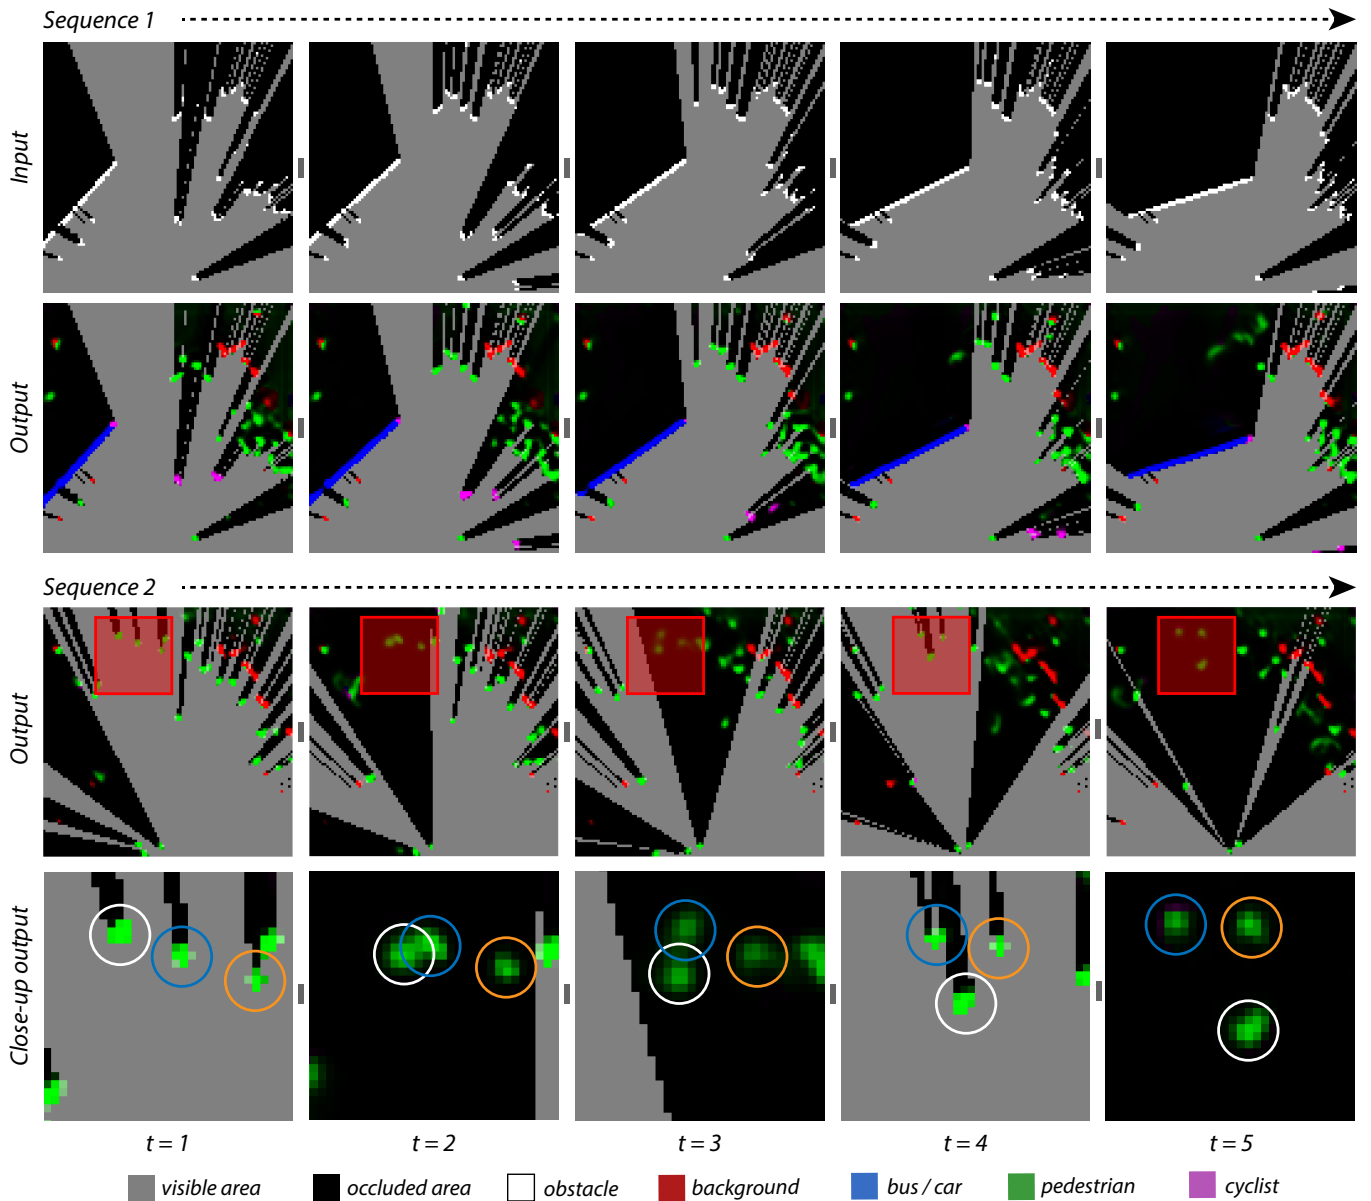 Sequence 1
Input
Output
Sequence 2
Output
Close-up output
t = 1
t = 2
t = 3
t = 4
t = 5
visible area
occluded area
obstacle
background
bus / car
pedestrian
cyclist